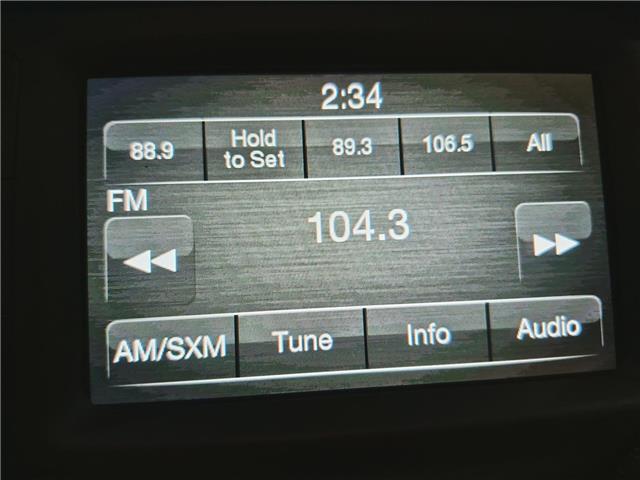 2:34
88.9
Hold
to Set
89.3
106.5
All
FM
104.3
AM/SXM
Tune
Info
Audio